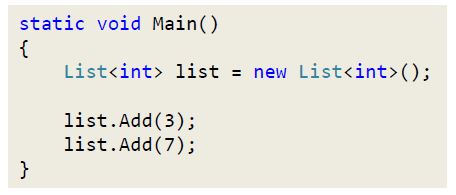 static void Main()
{
    List<int> list = new List<int>();
    list.Add(3);
    list.Add(7);
}